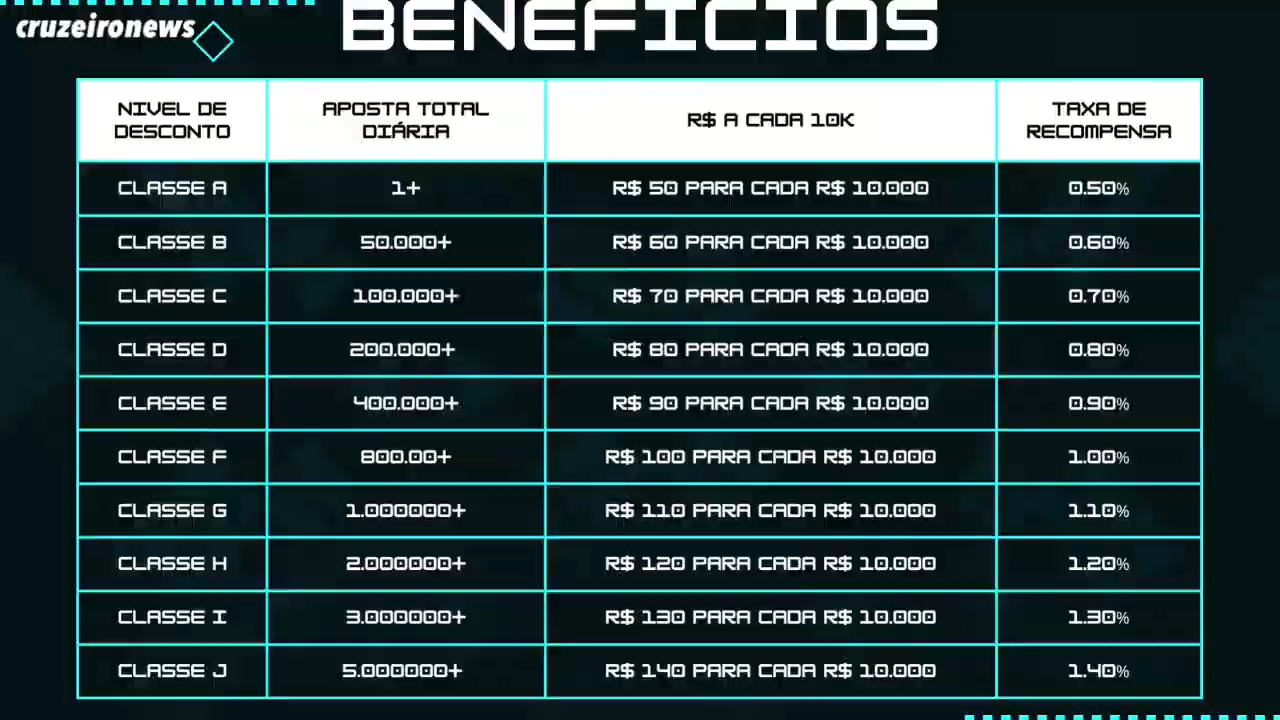 cruzeironews
BENEFICIOS
NIVEL DE DESCONTO
APOSTA TOTAL DIÁRIA
R$ A CADA 10K
TAXA DE RECOMPENSA
CLASSE A 1+ R$ 50 PARA CADA R$ 10.000 0.50%
CLASSE B 50.000+ R$ 60 PARA CADA R$ 10.000 0.60%
CLASSE C 100.000+ R$ 70 PARA CADA R$ 10.000 0.70%
CLASSE D 200.000+ R$ 80 PARA CADA R$ 10.000 0.80%
CLASSE E 400.000+ R$ 90 PARA CADA R$ 10.000 0.90%
CLASSE F 800.00+ R$ 100 PARA CADA R$ 10.000 1.00%
CLASSE G 1.000000+ R$ 110 PARA CADA R$ 10.000 1.10%
CLASSE H 2.000000+ R$ 120 PARA CADA R$ 10.000 1.20%
CLASSE I 3.000000+ R$ 130 PARA CADA R$ 10.000 1.30%
CLASSE J 5.000000+ R$ 140 PARA CADA R$ 10.000 1.40%